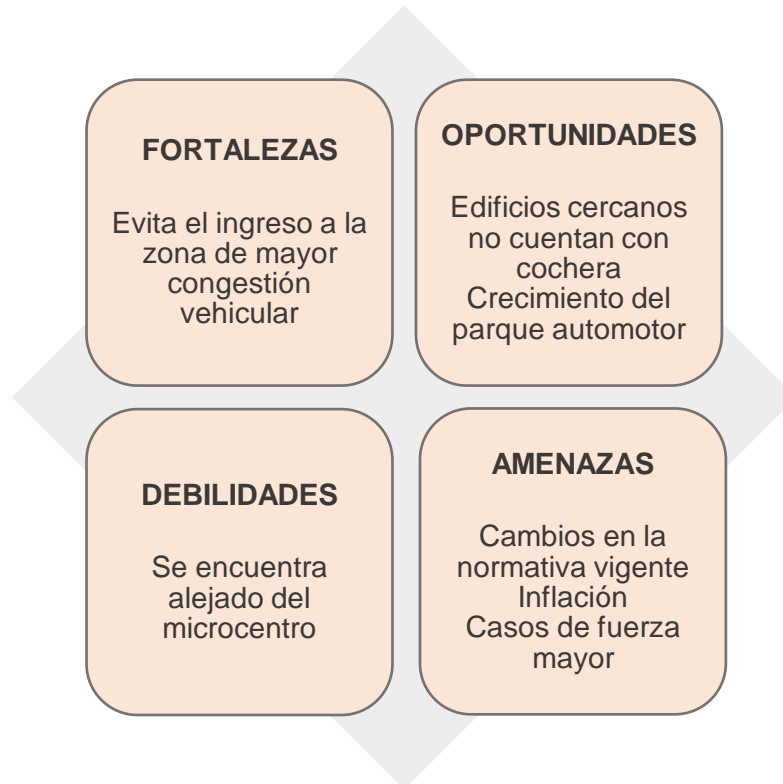 FORTALEZAS
Evita el ingreso a la
zona de mayor
congestión
vehicular
OPORTUNIDADES
Edificios cercanos
no cuentan con
cochera
Crecimiento del
parque automotor
DEBILIDADES
Se encuentra
alejado del
microcentro
AMENAZAS
Cambios en la
normativa vigente
Inflación
Casos de fuerza
mayor